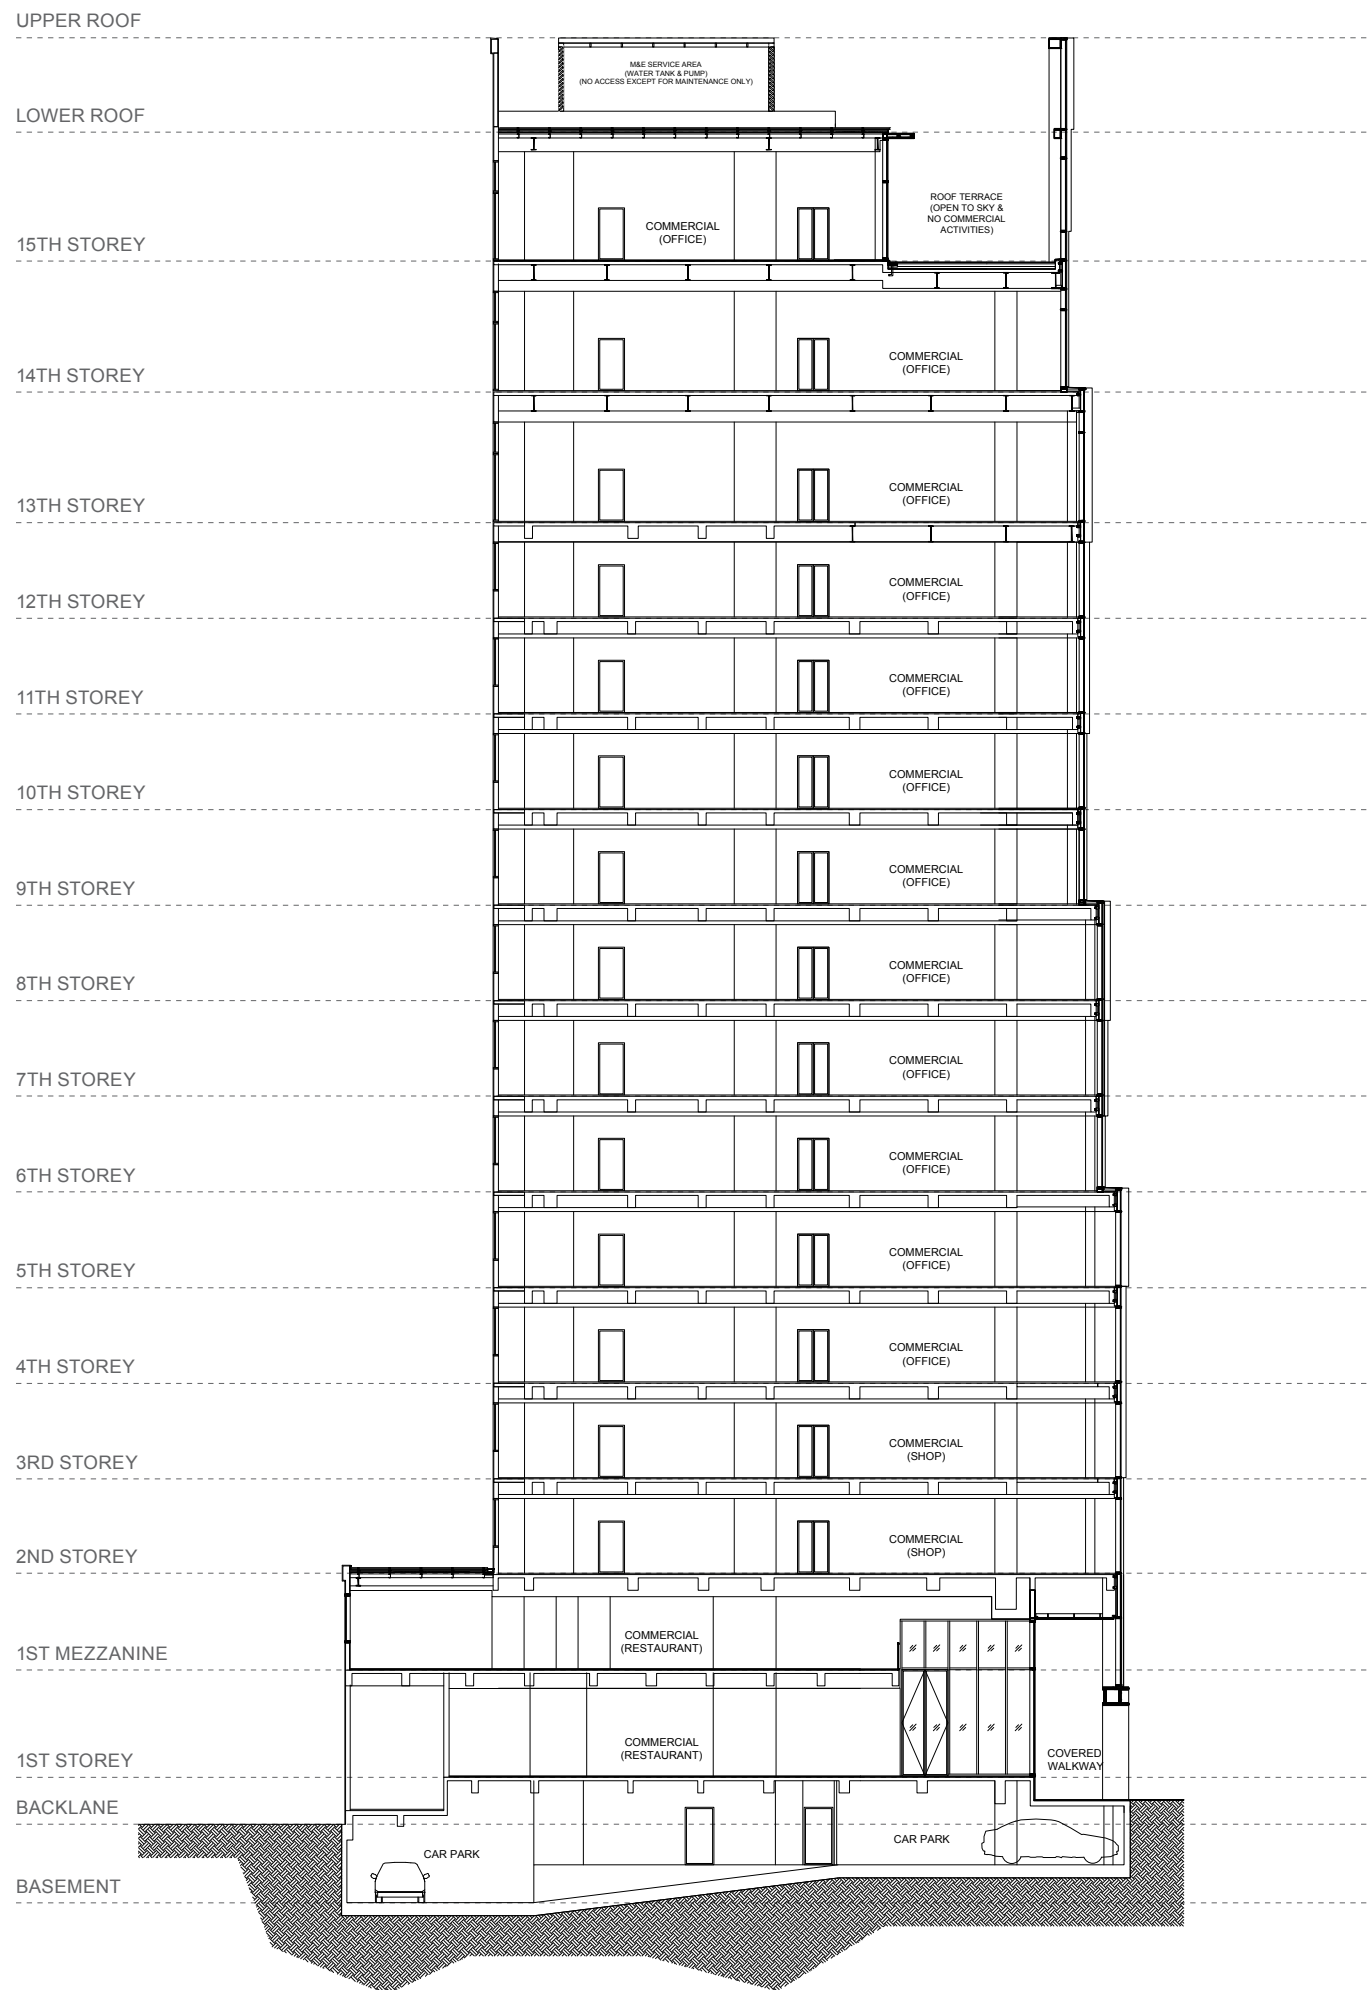 UPPER ROOF
M&E SERVICE AREA
(WATER TANK & PUMP)
(NO ACCESS EXCEPT FOR MAINTENANCE ONLY)
LOWER ROOF
ROOF TERRACE
(OPEN TO SKY &
NO COMMERCIAL
ACTIVITIES)
COMMERCIAL
(OFFICE)
15TH STOREY
COMMERCIAL
(OFFICE)
14TH STOREY
COMMERCIAL
(OFFICE)
13TH STOREY
COMMERCIAL
(OFFICE)
12TH STOREY
COMMERCIAL
(OFFICE)
11TH STOREY
COMMERCIAL
(OFFICE)
10TH STOREY
COMMERCIAL
(OFFICE)
9TH STOREY
COMMERCIAL
(OFFICE)
8TH STOREY
COMMERCIAL
(OFFICE)
7TH STOREY
COMMERCIAL
(OFFICE)
6TH STOREY
COMMERCIAL
(OFFICE)
5TH STOREY
COMMERCIAL
(OFFICE)
4TH STOREY
COMMERCIAL
(SHOP)
3RD STOREY
COMMERCIAL
(SHOP)
2ND STOREY
COMMERCIAL
(RESTAURANT)
1ST MEZZANINE
COMMERCIAL
(RESTAURANT)
1ST STOREY
COVERED
WALKWAY
BACKLANE
CAR PARK
CAR PARK
BASEMENT